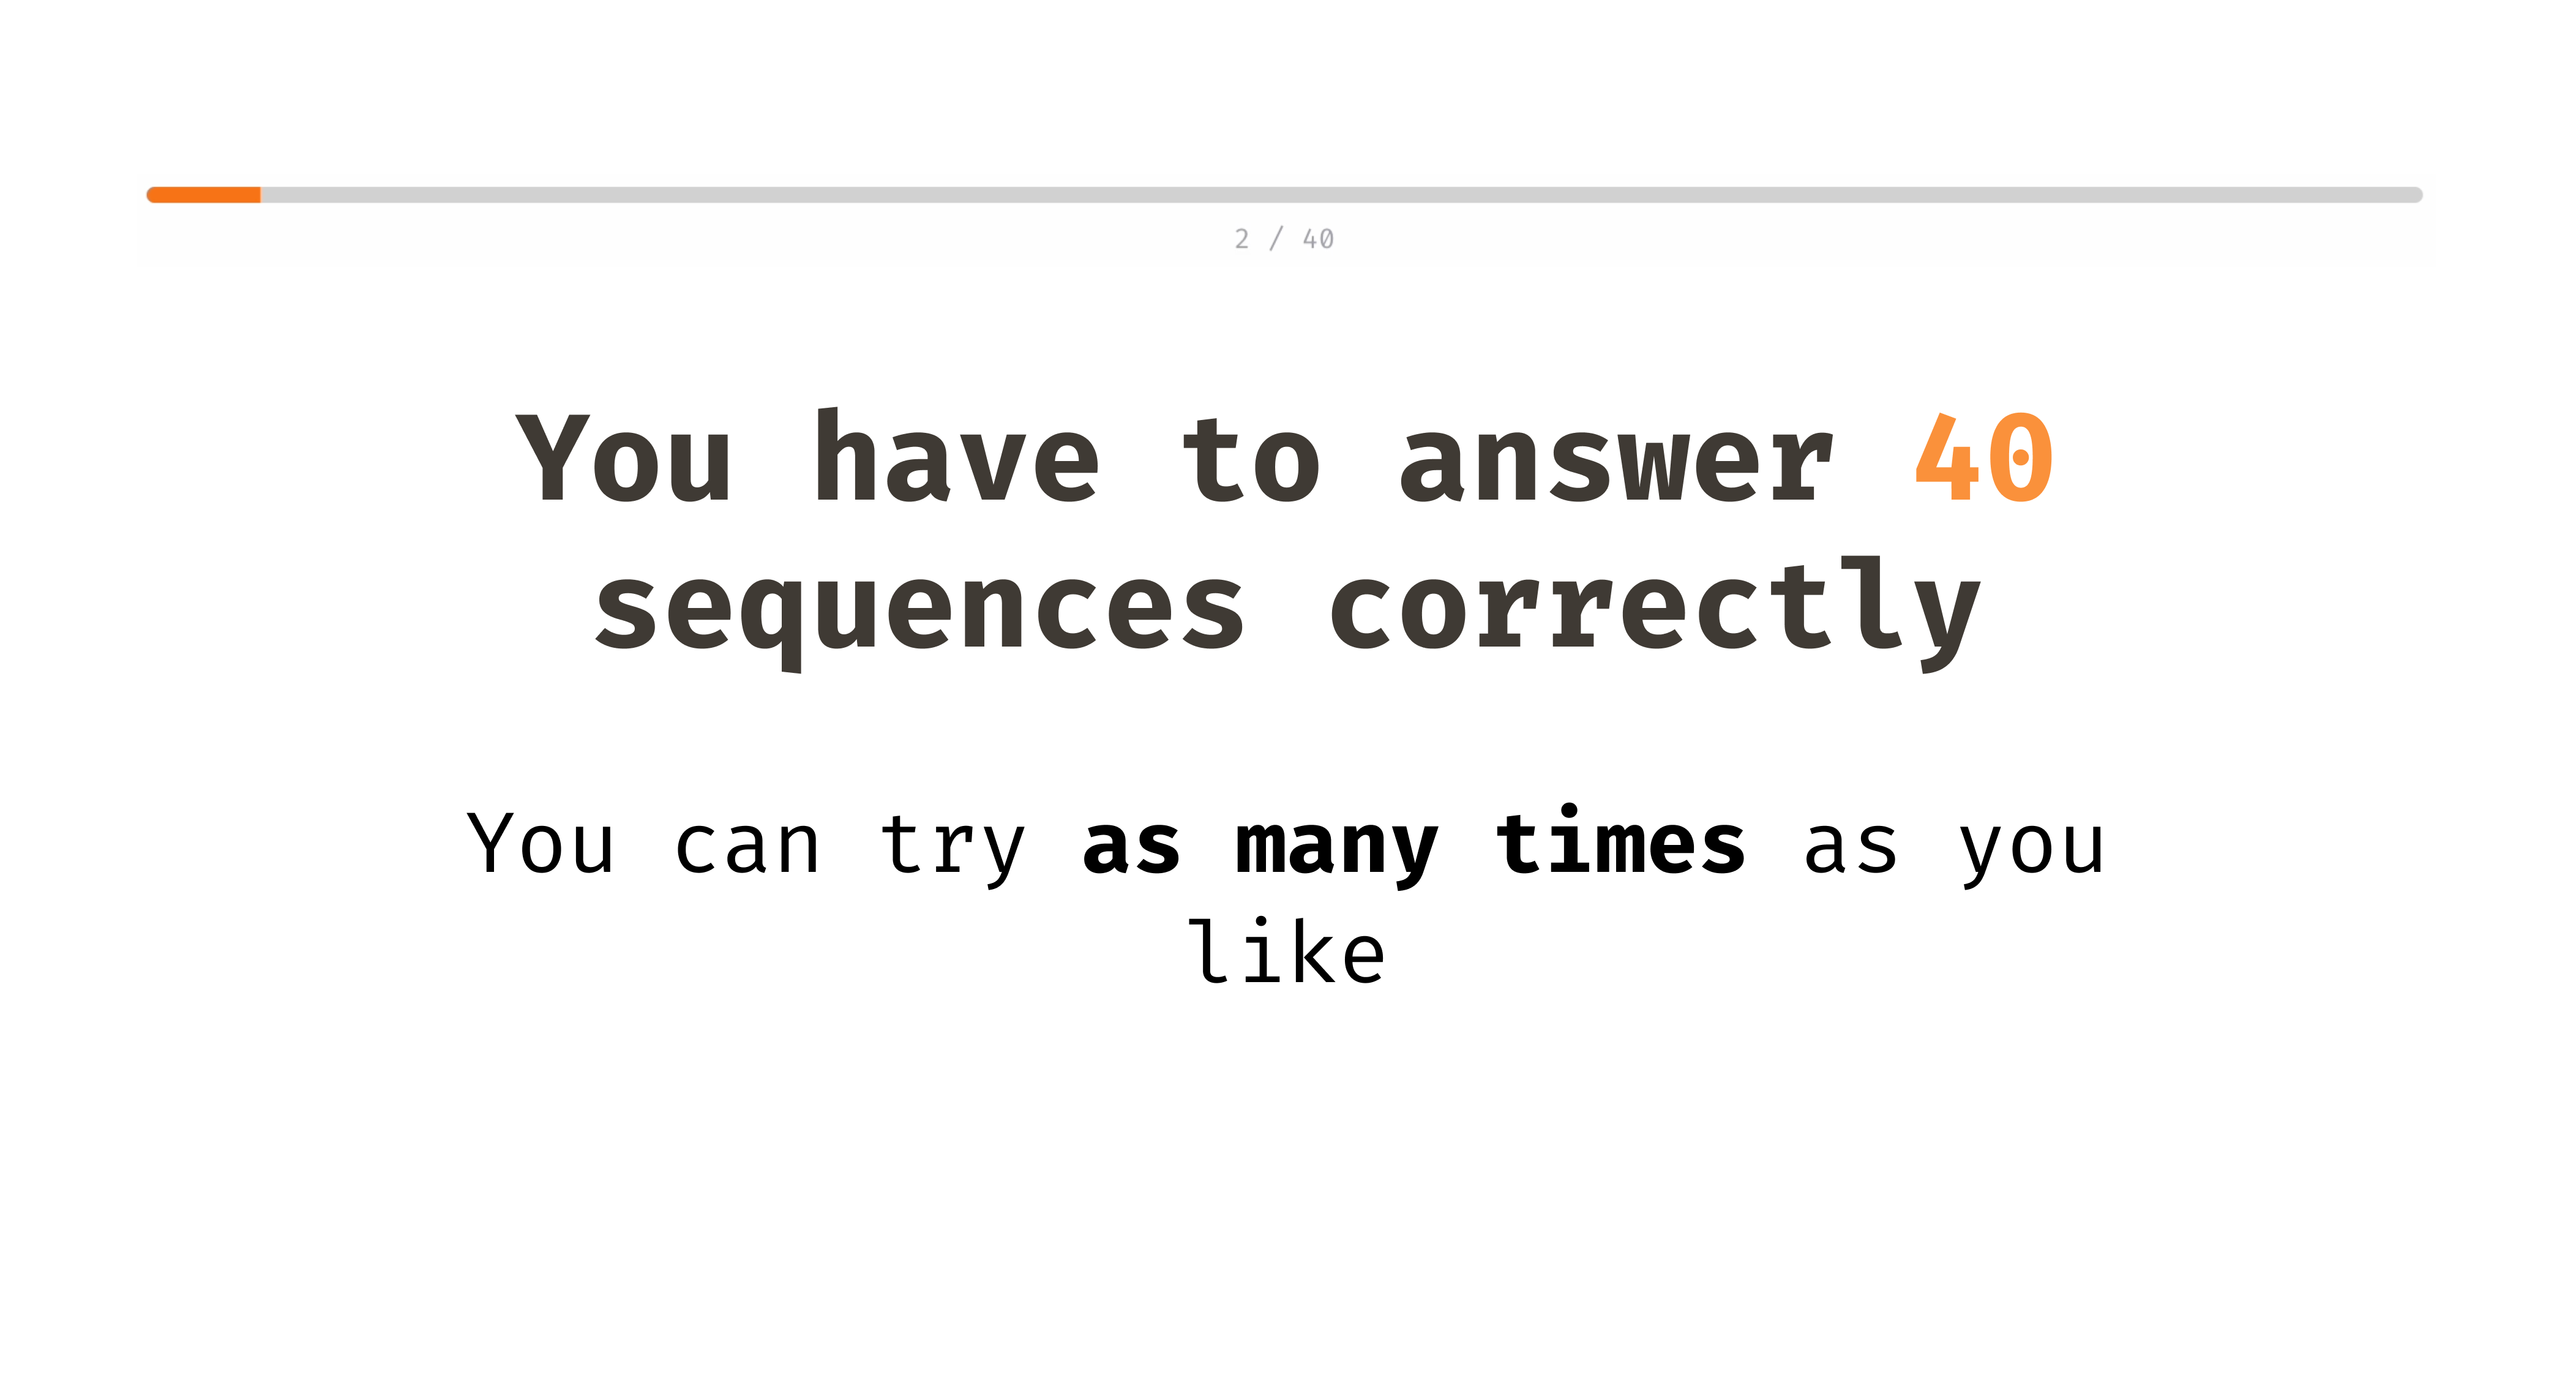 2 / 40
You have to answer 40
sequences correctly
You can try as many times as you
like